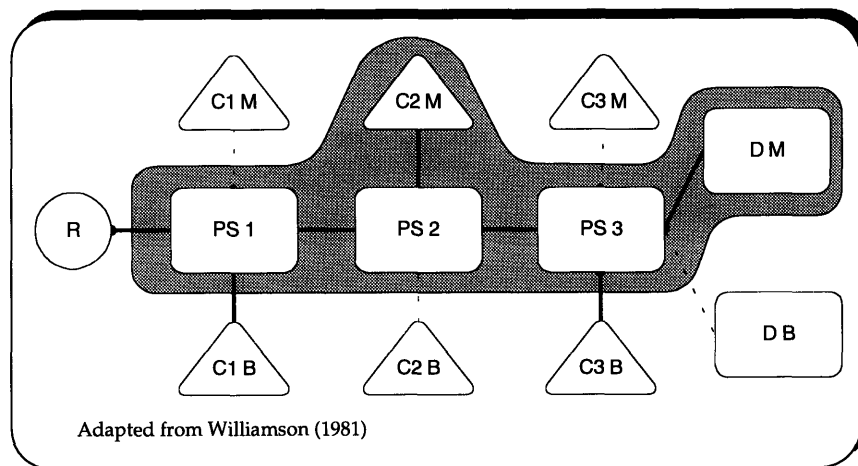 C1 M C2 M C3 M
D M
R PS 1 PS 2 PS 3
D B
C1 B C2 B C3 B
Adapted from Williamson (1981)